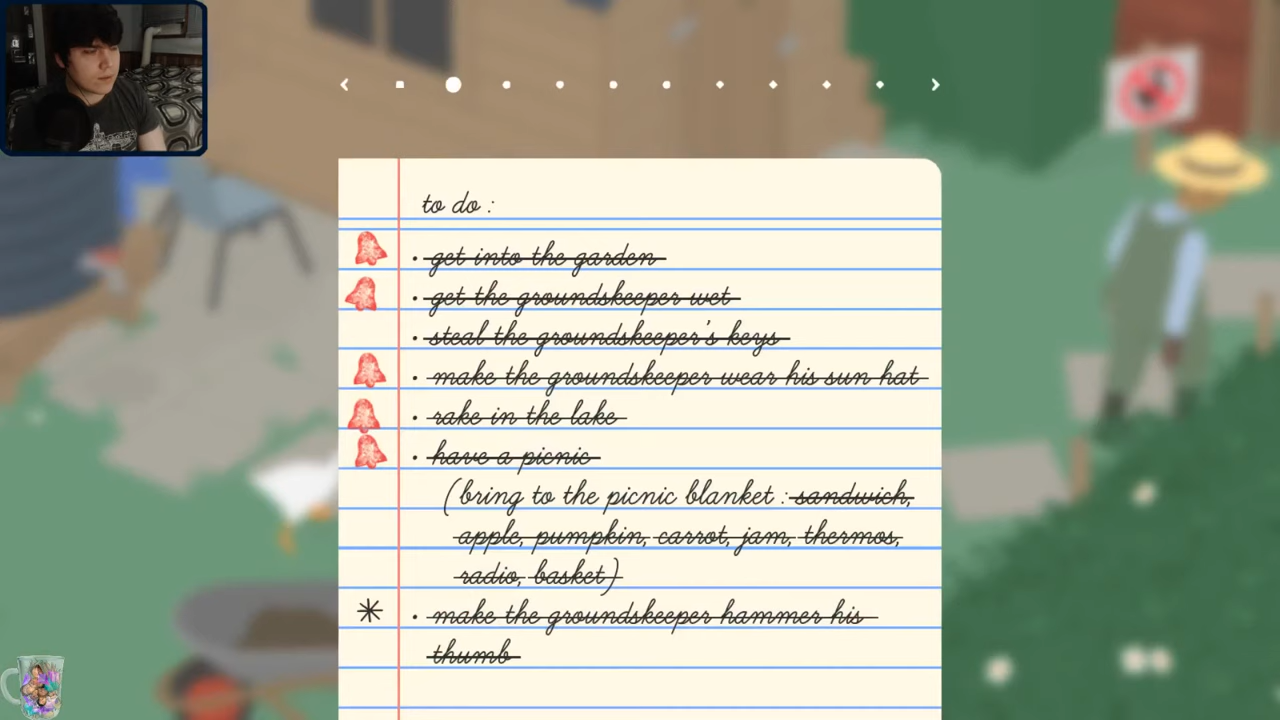 to do :
• get into the garden
• get the groundskeeper wet
• steal the groundskeeper's keys
• make the groundskeeper wear his sun hat
• rake in the lake
• have a picnic
(bring to the picnic blanket : sandwich,
apple, pumpkin, carrot, jam, thermos,
radio, basket)
• make the groundskeeper hammer his
thumb